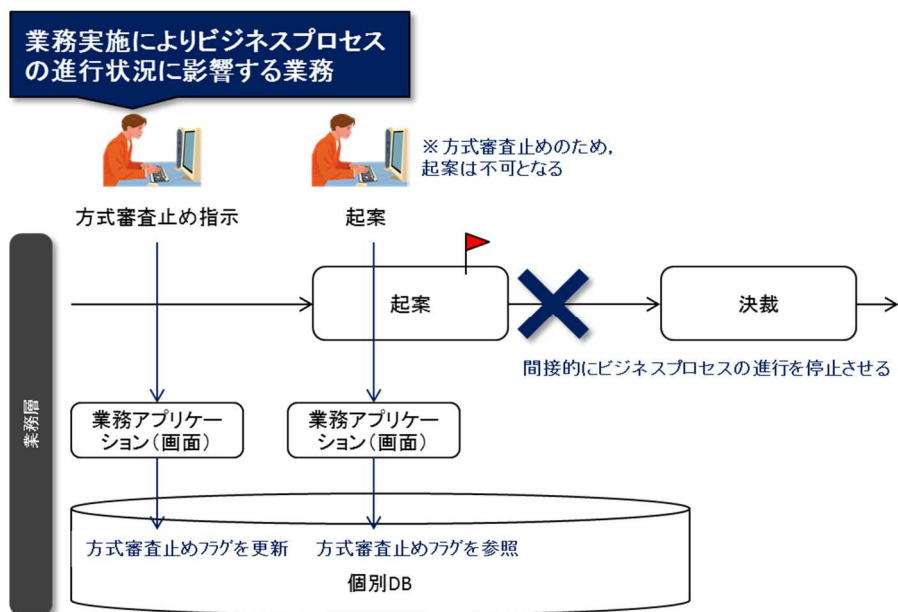 業務実施によりビジネスプロセス
の進行状況に影響する業務
※方式審査止めのため，
起案は不可となる
方式審査止め指示
起案
起案
決裁
間接的にビジネスプロセスの進行を停止させる
業務層
業務アプリケー
ション（画面）
業務アプリケー
ション（画面）
方式審査止めフラグを更新
方式審査止めフラグを参照
個別DB